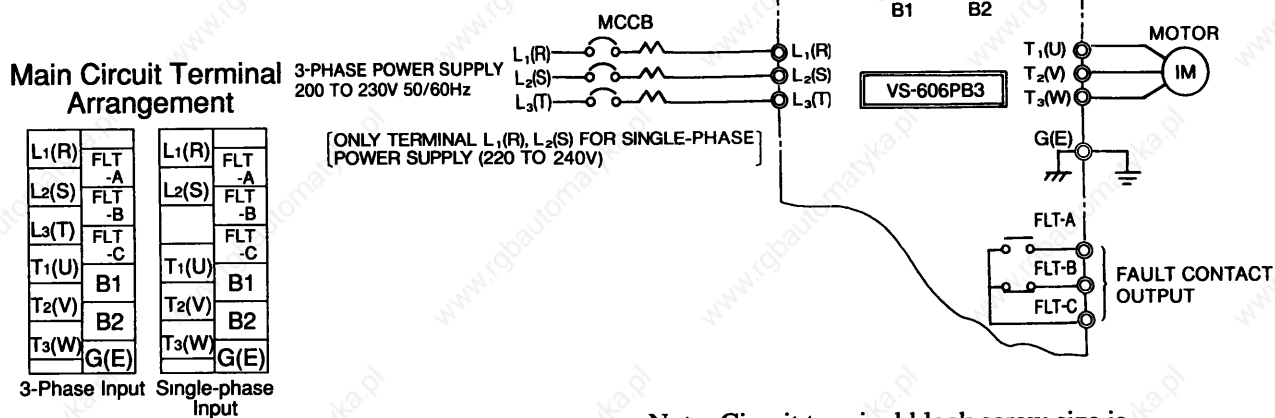 B1 B2
MCCB
MOTOR
Main Circuit Terminal
Arrangement
3-PHASE POWER SUPPLY
200 TO 230V 50/60Hz
L₁(R) L₁(R) T₁(U)
L₂(S) L₂(S) T₂(V) IM
L₃(T) L₃(T) VS-606PB3 T₃(W)
[ONLY TERMINAL L₁(R), L₂(S) FOR SINGLE-PHASE
POWER SUPPLY (220 TO 240V)]
G(E)
FLT-A
FLT-B
FLT-C
FAULT CONTACT
OUTPUT
L1(R)
L2(S)
L3(T)
T1(U)
T2(V)
T3(W)
FLT
-A
FLT
-B
FLT
-C
B1
B2
G(E)
3-Phase Input
L1(R)
L2(S)
T1(U)
T2(V)
T3(W)
FLT
-A
FLT
-B
FLT
-C
B1
B2
G(E)
Single-phase
Input
www.rgbautomatyka.pl